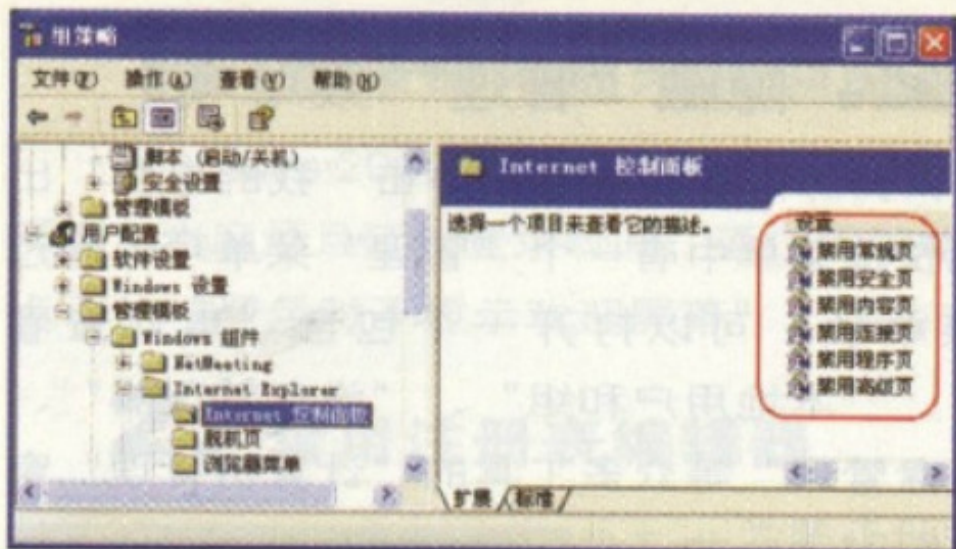 组策略
文件(F) 操作(A) 查看(V) 帮助(H)
脚本 (启动/关机)
安全设置
管理模板
用户配置
软件设置
Windows 设置
管理模板
Windows 组件
NetMeeting
Internet Explorer
Internet 控制面板
脱机页
浏览器菜单
Internet 控制面板
选择一个项目来查看它的描述。
设置
禁用常规页
禁用安全页
禁用内容页
禁用连接页
禁用程序页
禁用高级页
扩展 标准